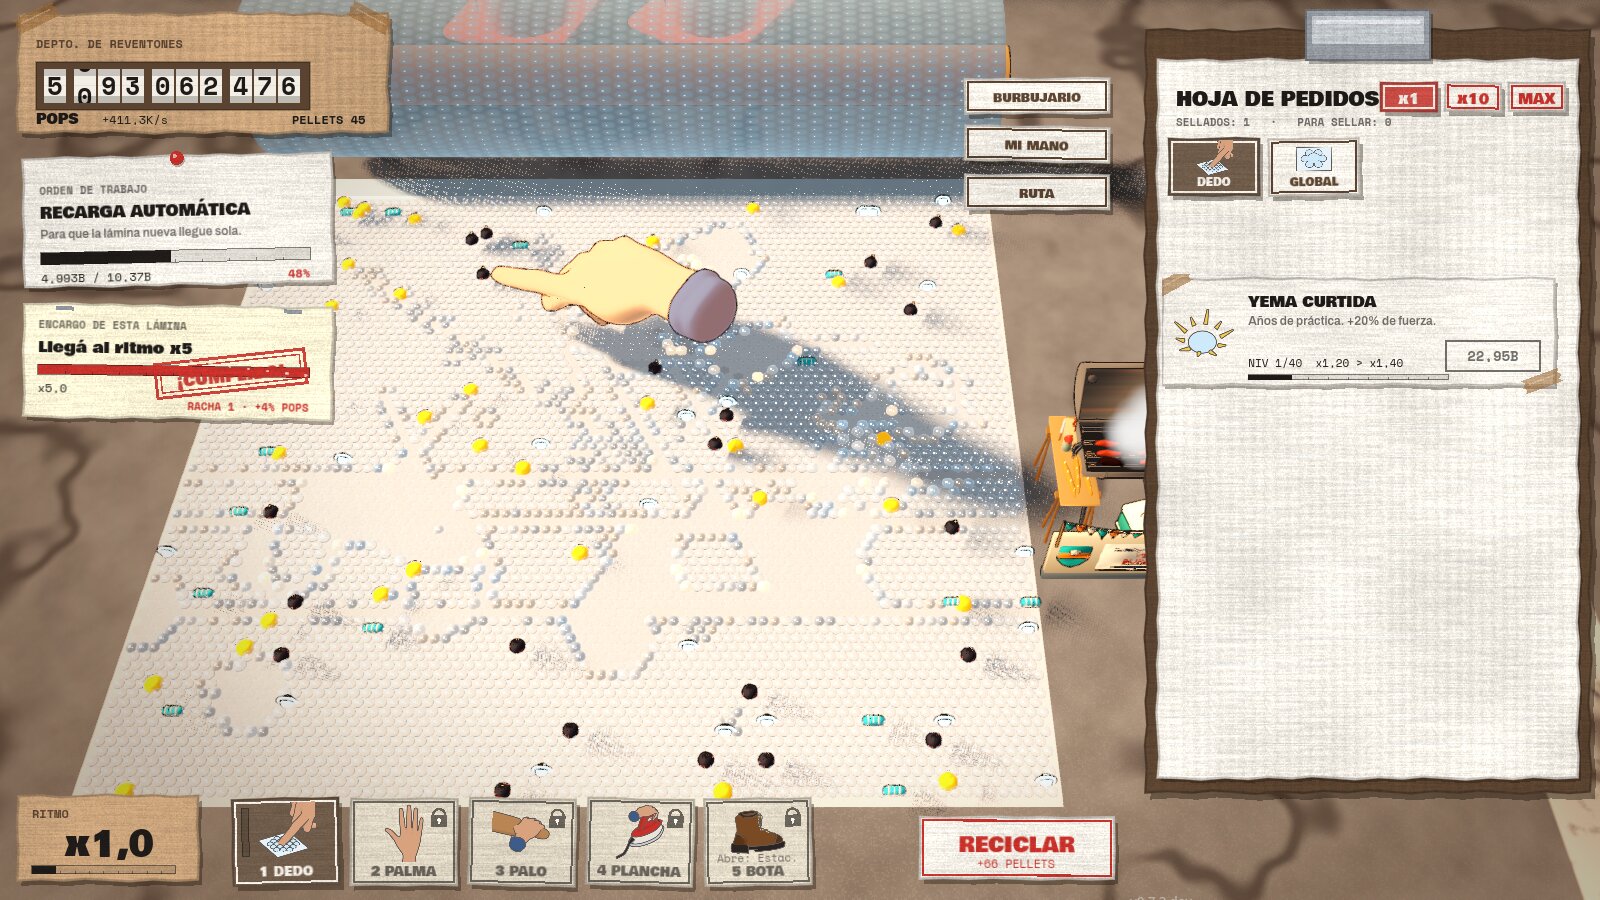 DEPTO. DE REVENTONES
5 093 062 476
POPS +411.3K/s PELLETS 45
ORDEN DE TRABAJO
RECARGA AUTOMÁTICA
Para que la lámina nueva llegue sola.
4,993B / 10.37B 48%
ENCARGO DE ESTA LÁMINA
Llegá al ritmo x5
x5,0
RACHA 1 · +4% POPS
BURBUJARIO
MI MANO
RUTA
HOJA DE PEDIDOS x1 x10 MAX
SELLADOS: 1 · PARA SELLAR: 0
DEDO GLOBAL
YEMA CURTIDA
Años de práctica. +20% de fuerza.
NIV 1/40 x1,20 > x1,40 22,95B
RITMO
x1,0
1 DEDO
2 PALMA
3 PALO
4 PLANCHA
Abre: Estac.
5 BOTA
RECICLAR
+66 PELLETS